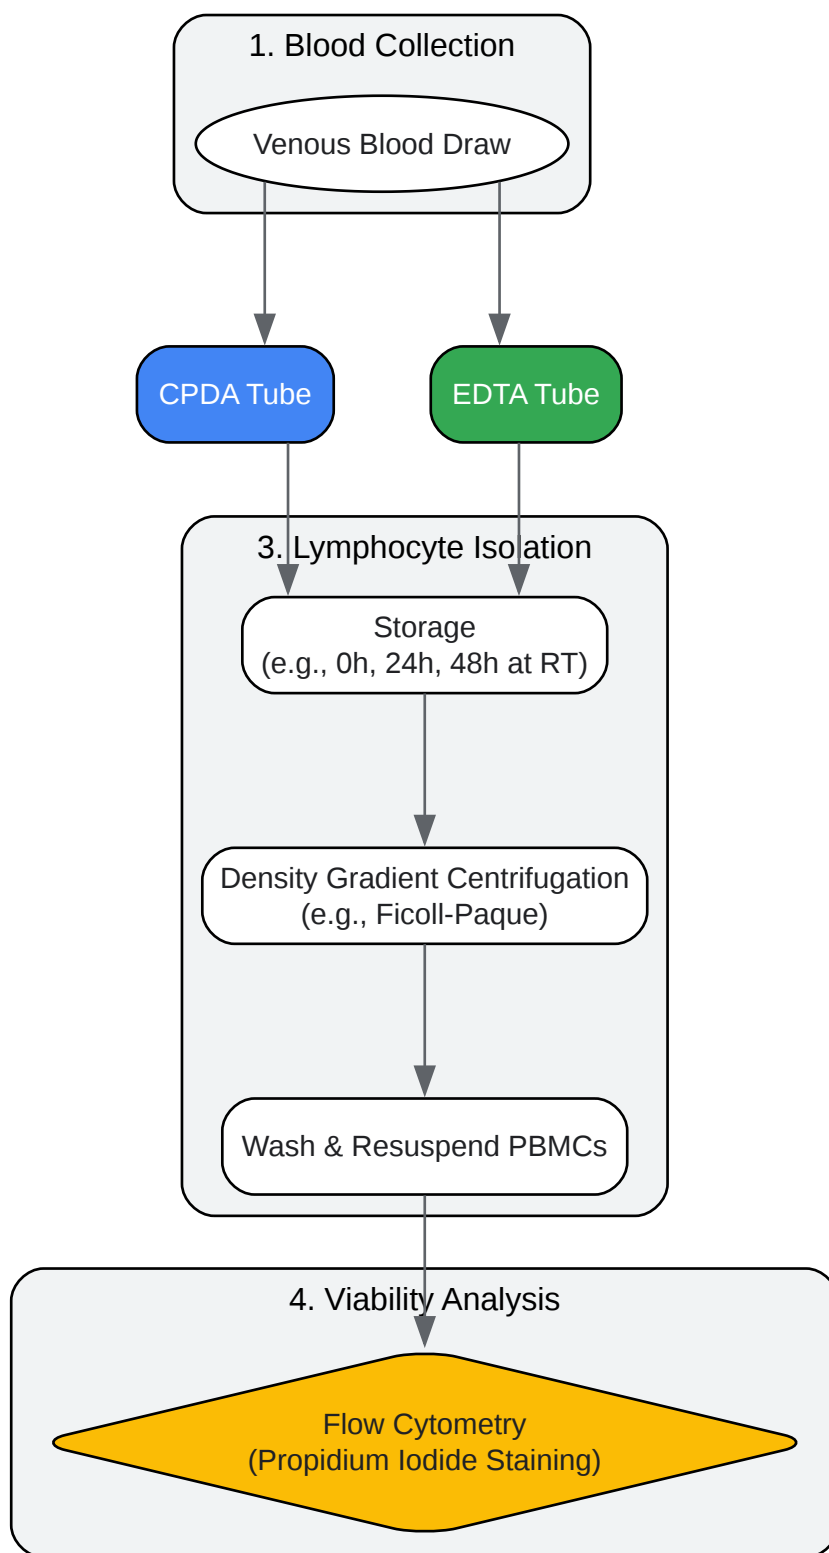 1. Blood Collection
Venous Blood Draw
CPDA Tube
EDTA Tube
3. Lymphocyte Isolation
Storage
(e.g., 0h, 24h, 48h at RT)
Density Gradient Centrifugation
(e.g., Ficoll-Paque)
Wash & Resuspend PBMCs
4. Viability Analysis
Flow Cytometry
(Propidium Iodide Staining)